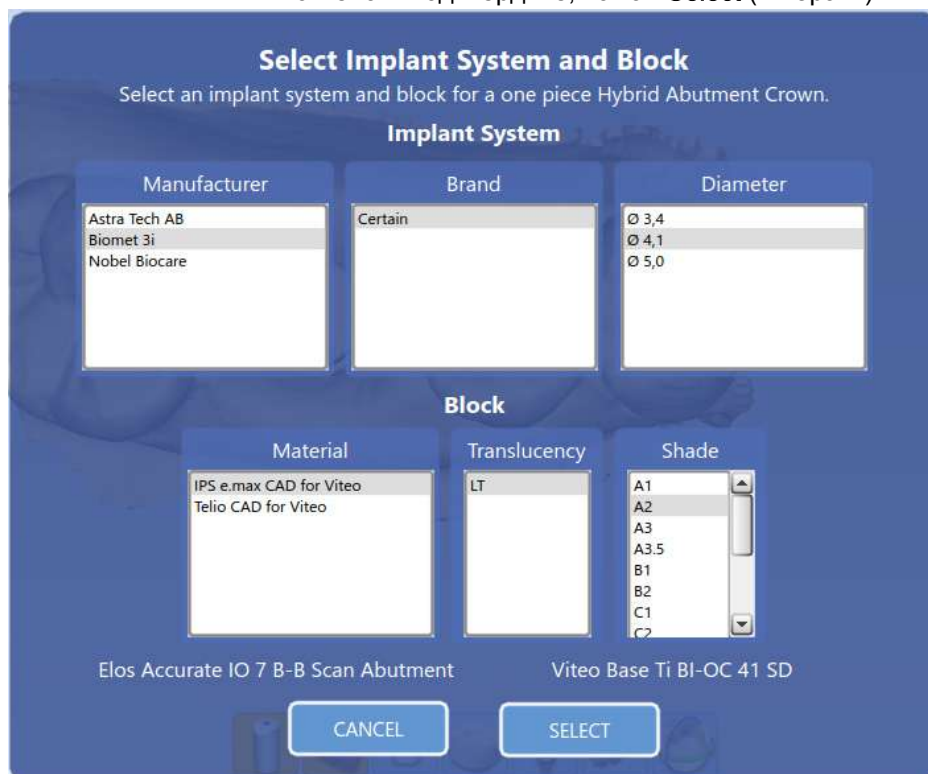 Select (
)
Select Implant System and Block
Select an implant system and block for a one piece Hybrid Abutment Crown.
Implant System
Manufacturer
Brand
Diameter
Astra Tech AB
Biomet 3i
Nobel Biocare
Certain
Ø 3,4
Ø 4,1
Ø 5,0
Block
Material
Translucency
Shade
IPS e.max CAD for Viteo
Telio CAD for Viteo
LT
A1
A2
A3
A3.5
B1
B2
C1
C2
Elos Accurate IO 7 B-B Scan Abutment
Viteo Base Ti BI-OC 41 SD
CANCEL
SELECT